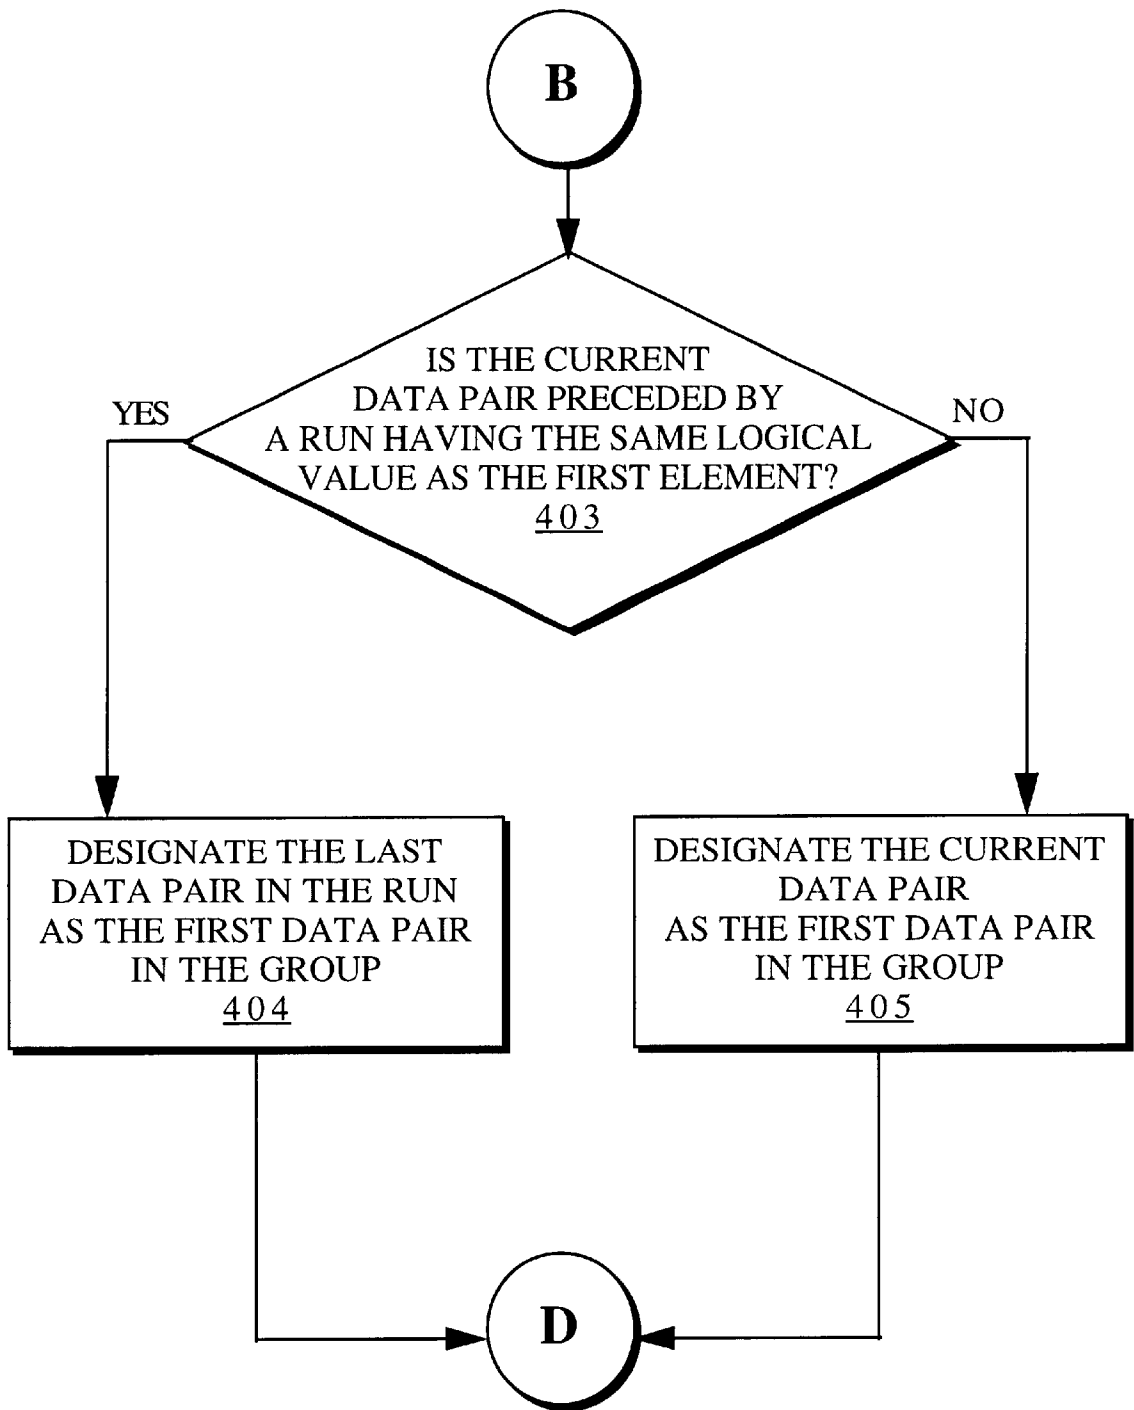 B
IS THE CURRENT
DATA PAIR PRECEDED BY
A RUN HAVING THE SAME LOGICAL
VALUE AS THE FIRST ELEMENT?
403
YES
NO
DESIGNATE THE LAST
DATA PAIR IN THE RUN
AS THE FIRST DATA PAIR
IN THE GROUP
404
DESIGNATE THE CURRENT
DATA PAIR
AS THE FIRST DATA PAIR
IN THE GROUP
405
D